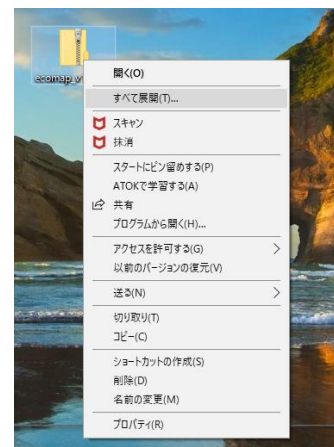 ecomap_v
開く(O)
すべて展開(T)...
スキャン
抹消
スタートにピン留めする(P)
ATOKで学習する(A)
共有
プログラムから開く(H)...
アクセスを許可する(G)
以前のバージョンの復元(V)
送る(N)
切り取り(T)
コピー(C)
ショートカットの作成(S)
削除(D)
名前の変更(M)
プロパティ(R)